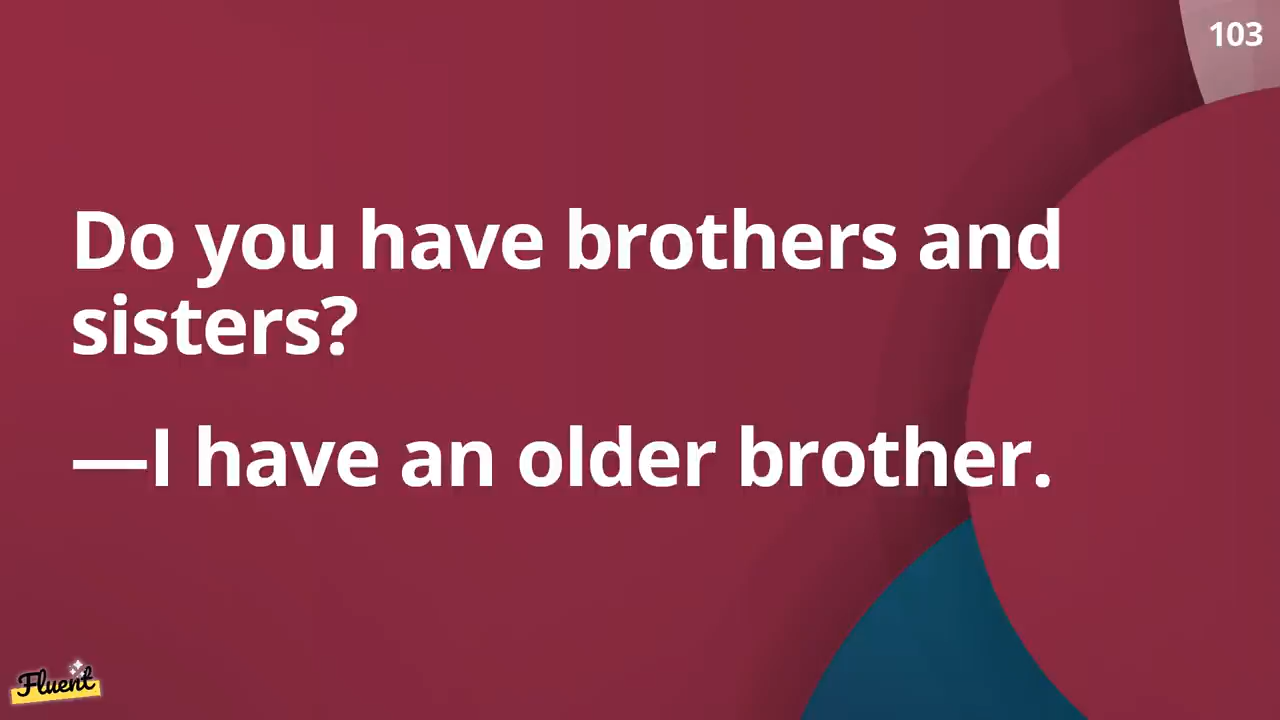 103
Do you have brothers and
sisters?
—I have an older brother.
Fluent